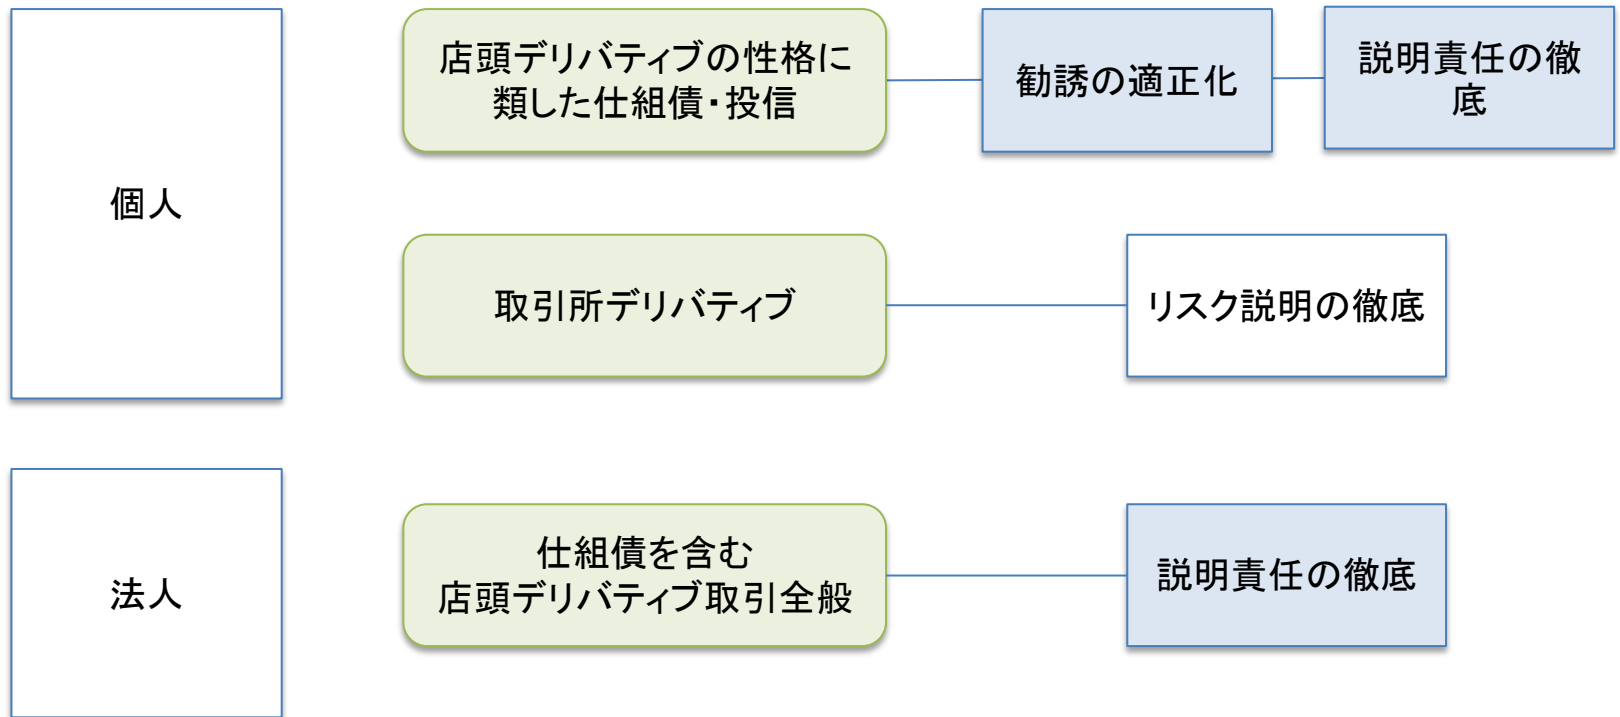 個人
店頭デリバティブの性格に
類した仕組債・投信
勧誘の適正化
説明責任の徹
底
取引所デリバティブ
リスク説明の徹底
法人
仕組債を含む
店頭デリバティブ取引全般
説明責任の徹底